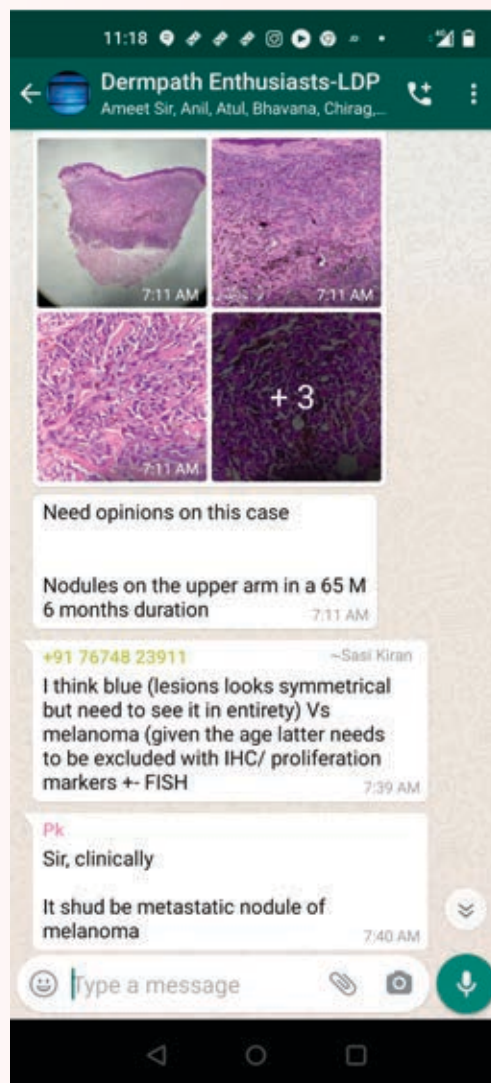 11:18
Dermpath Enthusiasts-LDP
Ameet Sir, Anil, Atul, Bhavana, Chirag,...
7:11 AM
7:11 AM
7:11 AM
+ 3
Need opinions on this case
Nodules on the upper arm in a 65 M
6 months duration
7:11 AM
+91 76748 23911 ~Sasi Kiran
I think blue (lesions looks symmetrical
but need to see it in entirety) Vs
melanoma (given the age latter needs
to be excluded with IHC/ proliferation
markers +- FISH
7:39 AM
Pk
Sir, clinically
It shud be metastatic nodule of
melanoma
7:40 AM
Type a message